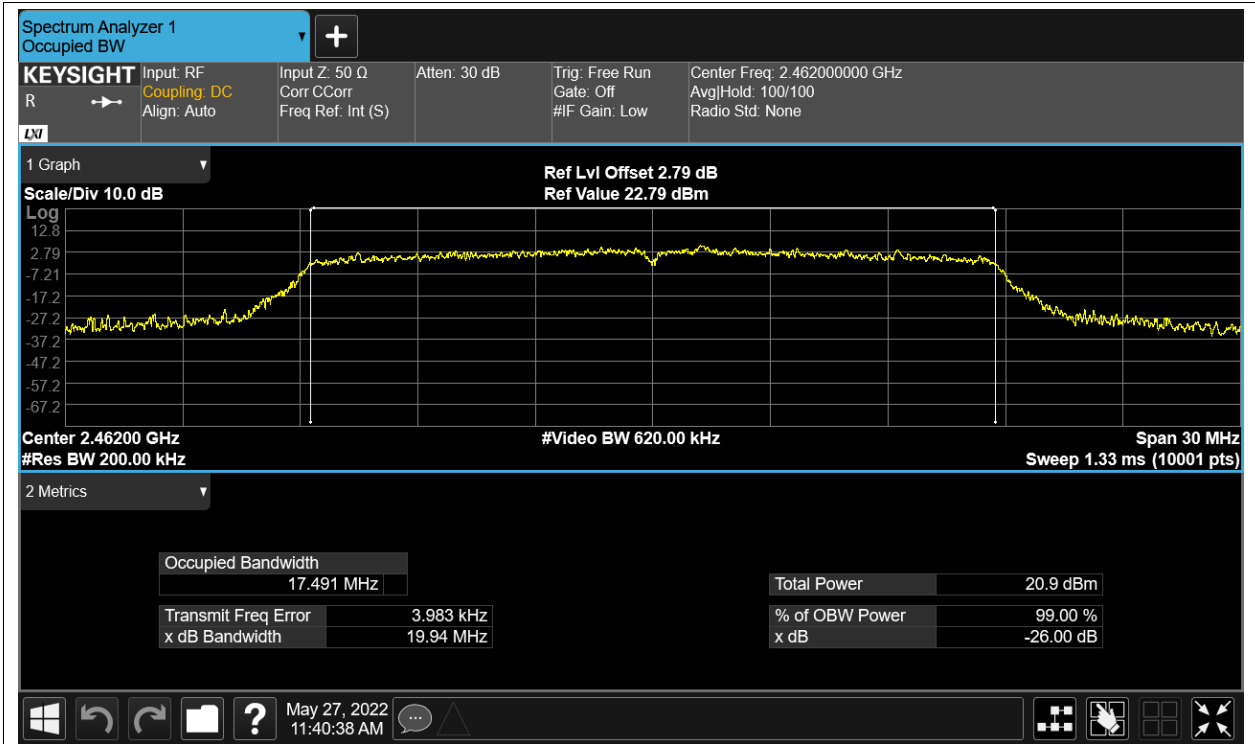 Spectrum Analyzer 1
Occupied BW
KEYSIGHT
R
LXI
Input: RF
Coupling: DC
Align: Auto
Input Z: 50 Ω
Corr CCorr
Freq Ref: Int (S)
Atten: 30 dB
Trig: Free Run
Gate: Off
#IF Gain: Low
Center Freq: 2.462000000 GHz
Avg|Hold: 100/100
Radio Std: None
1 Graph
Scale/Div 10.0 dB
Ref Lvl Offset 2.79 dB
Ref Value 22.79 dBm
Log
12.8
2.79
-7.21
-17.2
-27.2
-37.2
-47.2
-57.2
-67.2
Center 2.46200 GHz
#Res BW 200.00 kHz
#Video BW 620.00 kHz
Span 30 MHz
Sweep 1.33 ms (10001 pts)
2 Metrics
Occupied Bandwidth
17.491 MHz
Transmit Freq Error 3.983 kHz
x dB Bandwidth 19.94 MHz
Total Power 20.9 dBm
% of OBW Power 99.00 %
x dB -26.00 dB
?
May 27, 2022
11:40:38 AM